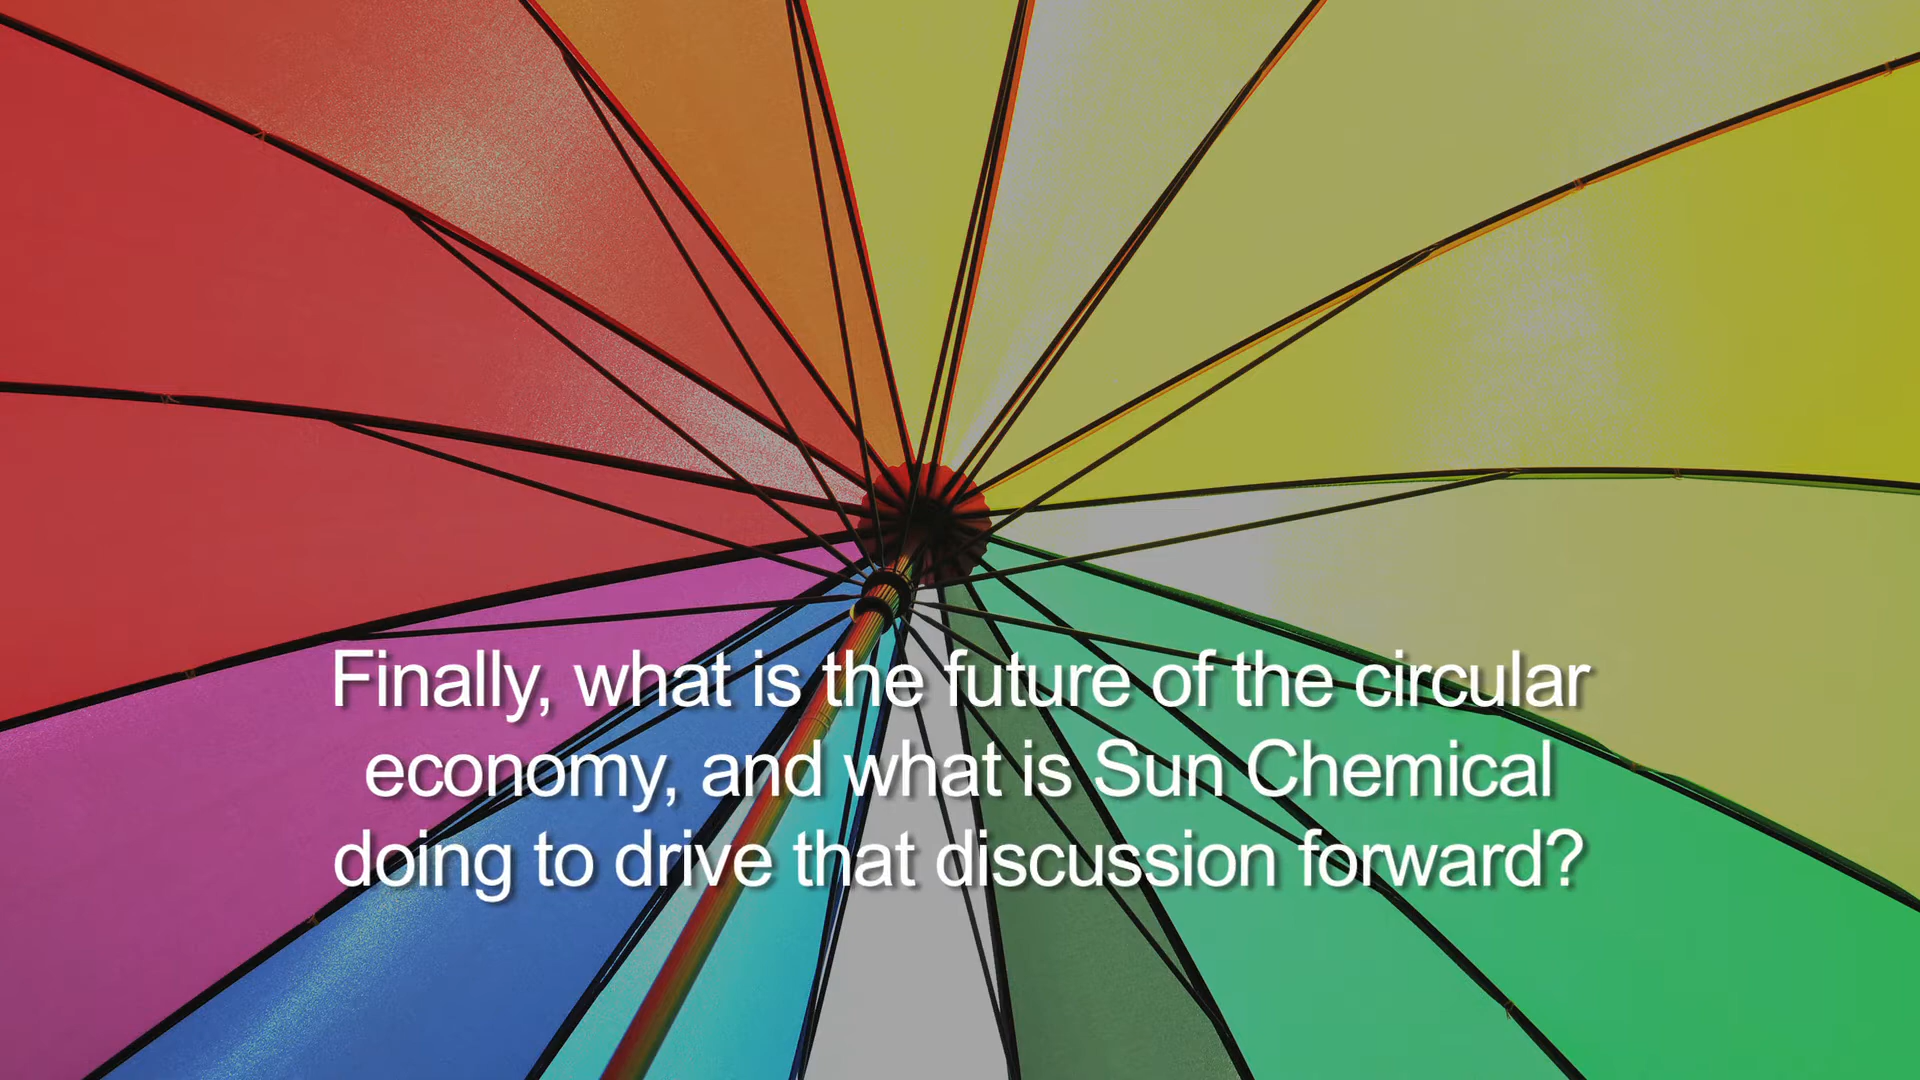 Finally, what is the future of the circular
economy, and what is Sun Chemical
doing to drive that discussion forward?